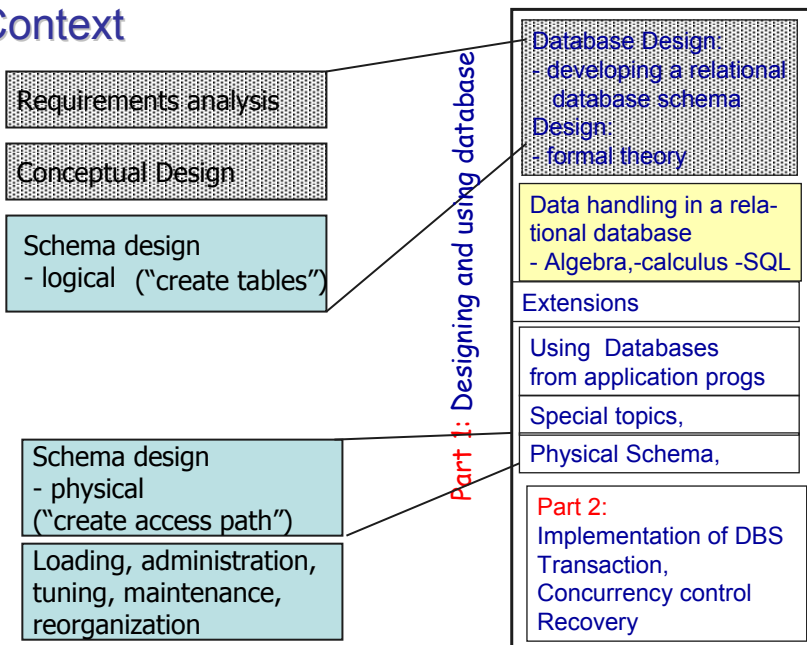 Context
Requirements analysis
Conceptual Design
Schema design
- logical ("create tables")
Schema design
- physical
("create access path")
Loading, administration,
tuning, maintenance,
reorganization
Part 1: Designing and using database
Database Design:
- developing a relational
database schema
Design:
- formal theory
Data handling in a rela-
tional database
- Algebra,-calculus -SQL
Extensions
Using Databases
from application progs
Special topics,
Physical Schema,
Part 2:
Implementation of DBS
Transaction,
Concurrency control
Recovery